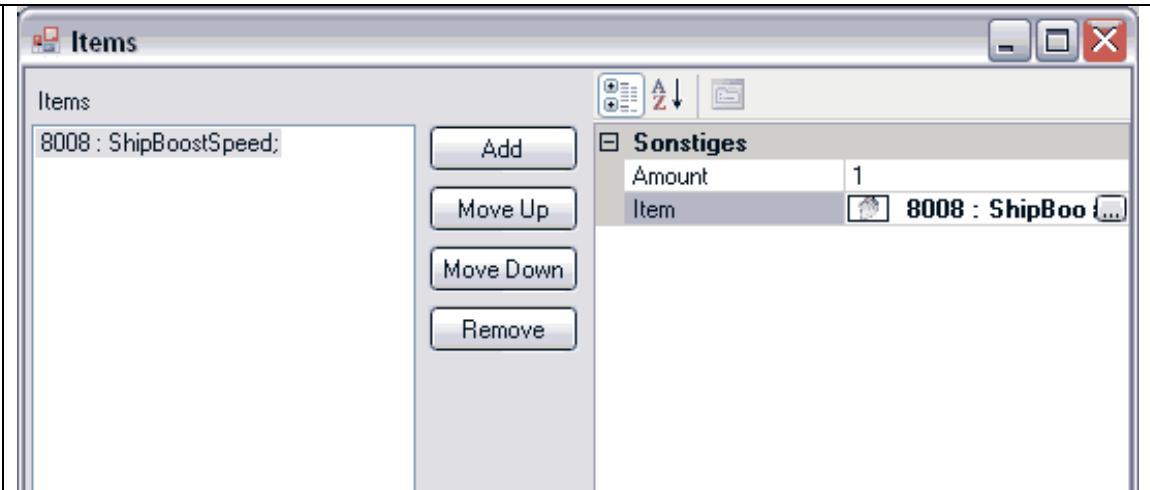 Items
Items
8008 : ShipBoostSpeed;
Add
Move Up
Move Down
Remove
A
Z
Sonstiges
Amount 1
Item 8008 : ShipBoo ...